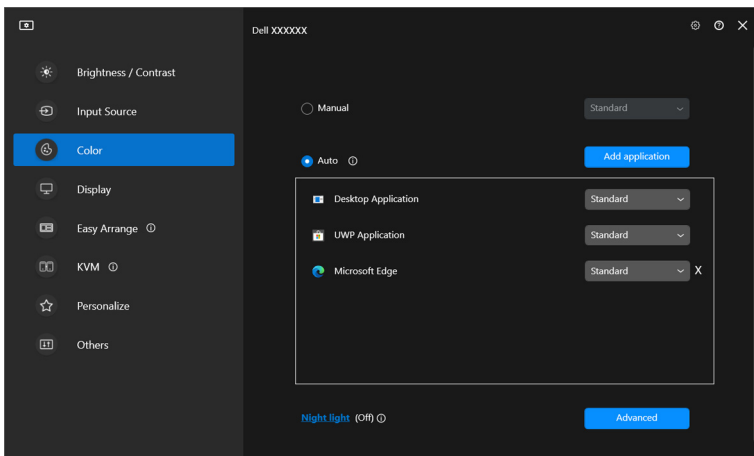 Dell XXXXXX
Brightness / Contrast
Input Source
Color
Display
Easy Arrange
KVM
Personalize
Others
Manual
Standard
Auto
Add application
Desktop Application
Standard
UWP Application
Standard
Microsoft Edge
Standard
X
Night light (Off)
Advanced